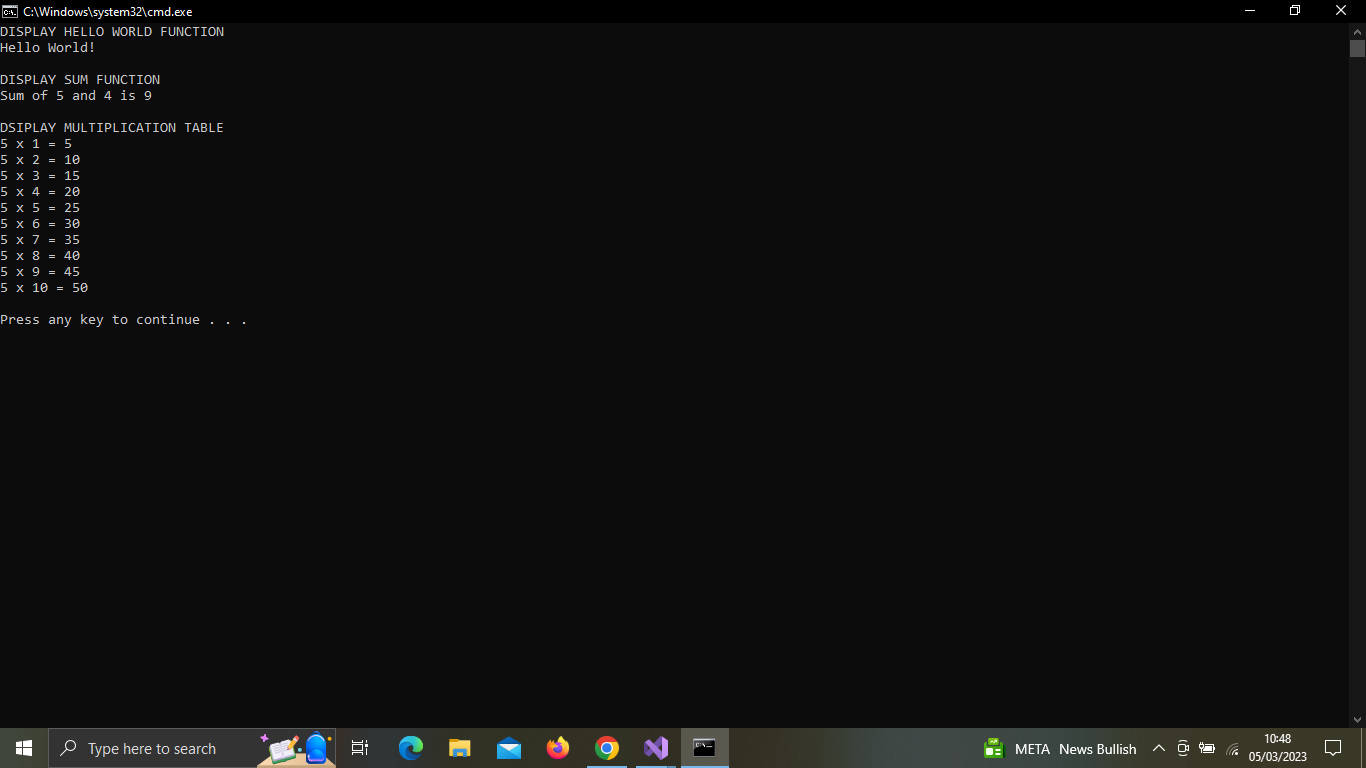 C:\Windows\system32\cmd.exe
DISPLAY HELLO WORLD FUNCTION
Hello World!
DISPLAY SUM FUNCTION
Sum of 5 and 4 is 9
DSIPLAY MULTIPLICATION TABLE
5 x 1 = 5
5 x 2 = 10
5 x 3 = 15
5 x 4 = 20
5 x 5 = 25
5 x 6 = 30
5 x 7 = 35
5 x 8 = 40
5 x 9 = 45
5 x 10 = 50
Press any key to continue . . .
Type here to search
META News Bullish
10:48
05/03/2023